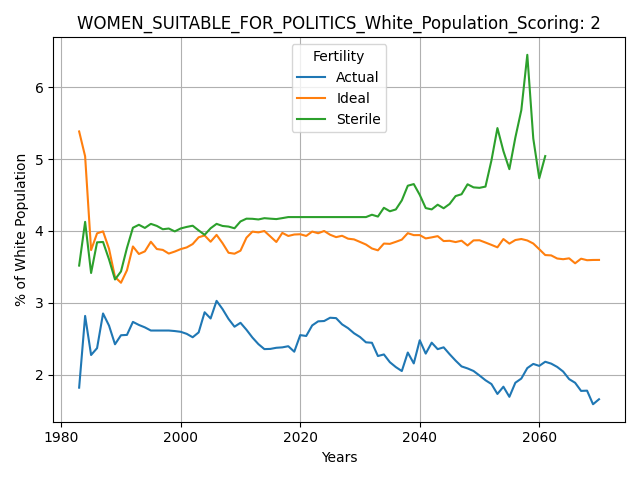 WOMEN_SUITABLE_FOR_POLITICS_White_Population_Scoring: 2
Fertility
Actual
Ideal
Sterile
% of White Population
6
5
4
3
2
1980
2000
2020
2040
2060
Years